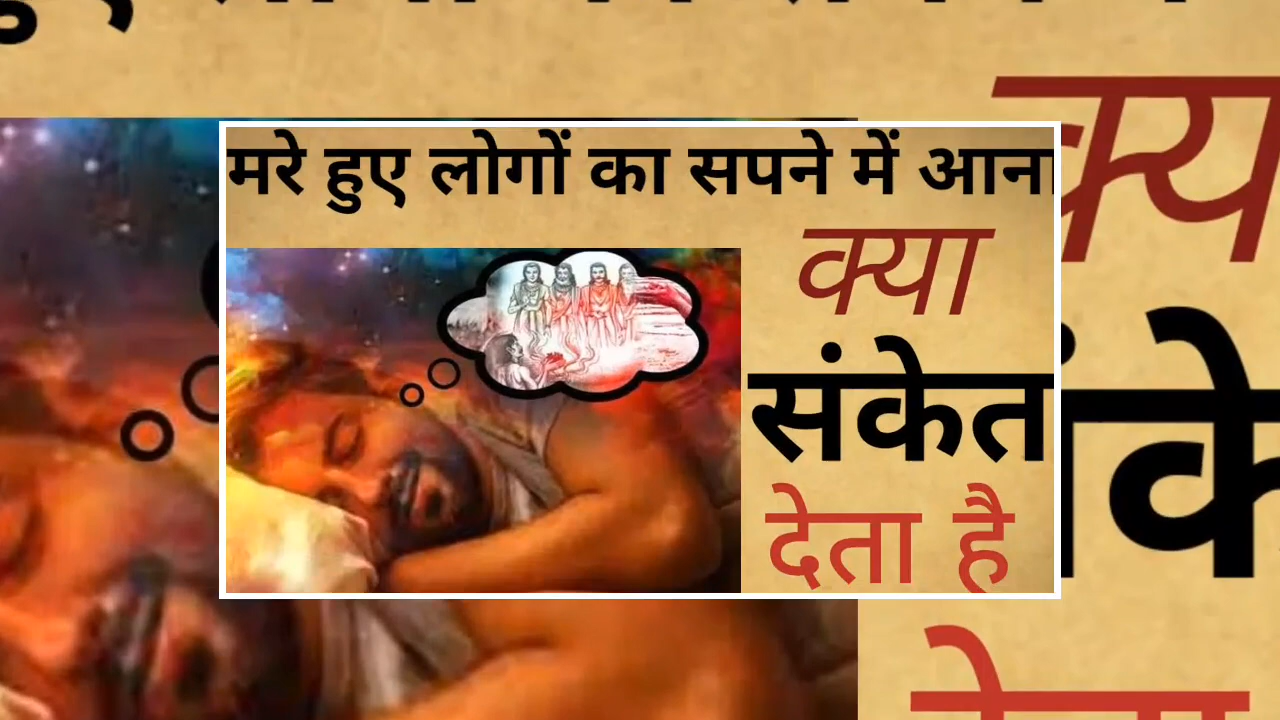 मरे हुए लोगों का सपने में आना
क्या
संकेत
देता है